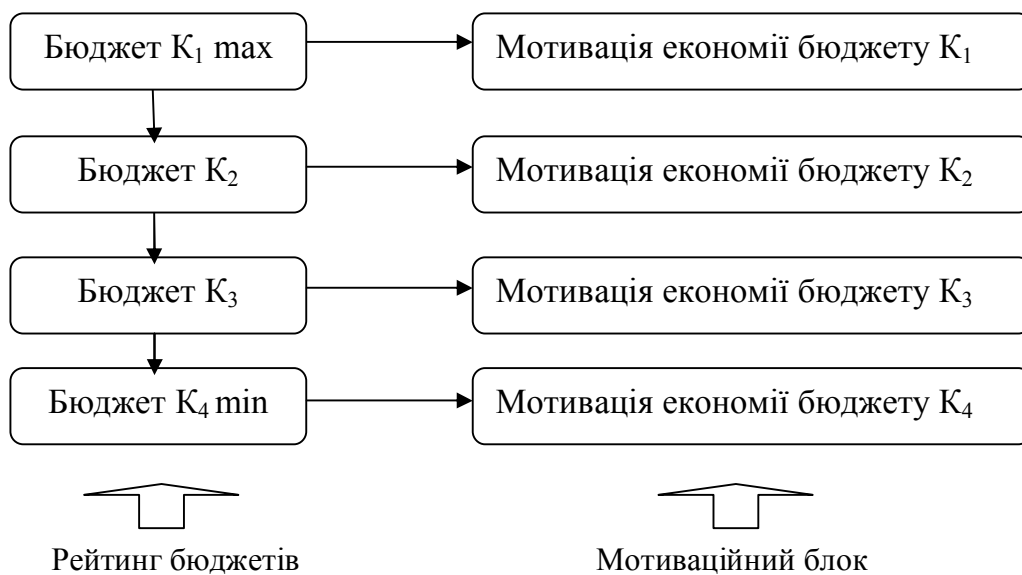 Бюджет К₁ max
Мотивація економії бюджету К₁
Бюджет К₂
Мотивація економії бюджету К₂
Бюджет К₃
Мотивація економії бюджету К₃
Бюджет К₄ min
Мотивація економії бюджету К₄
Рейтинг бюджетів
Мотиваційний блок